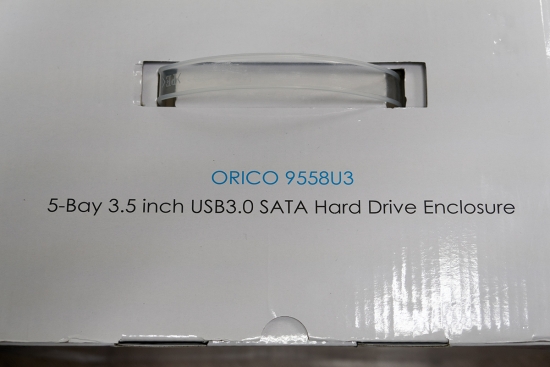 ORICO 9558U3
5-Bay 3.5 inch USB3.0 SATA Hard Drive Enclosure